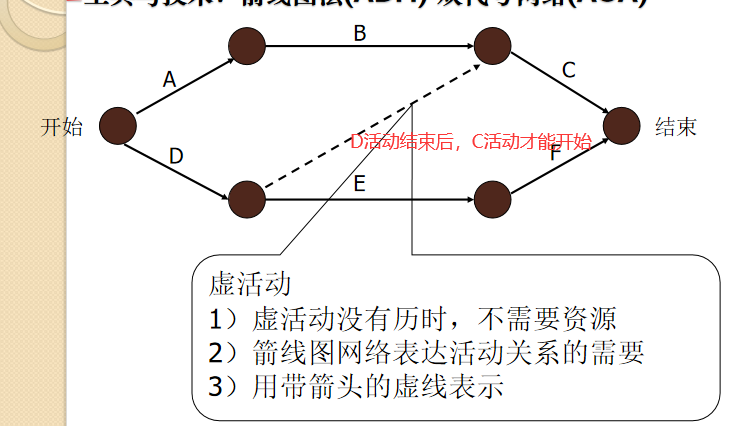 B
A
C
开始
结束
D活动结束后，C活动才能开始
D
F
E
虚活动
1）虚活动没有历时，不需要资源
2）箭线图网络表达活动关系的需要
3）用带箭头的虚线表示